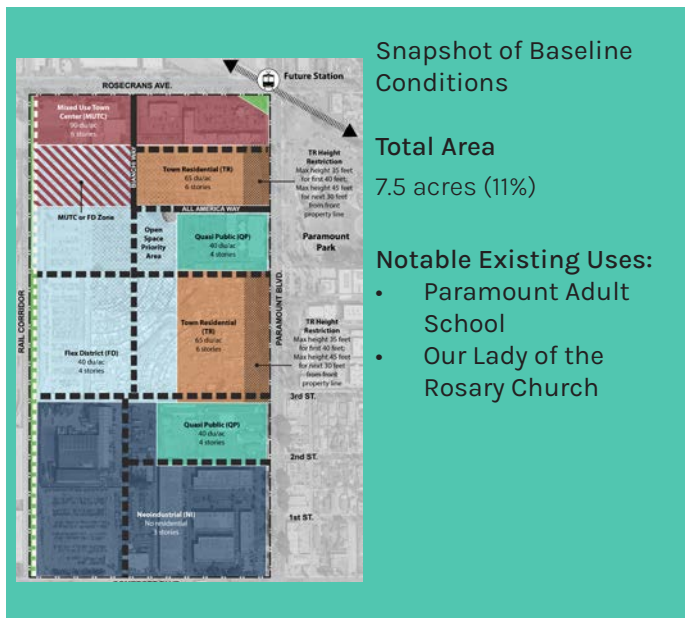 Snapshot of Baseline
Conditions
Total Area
7.5 acres (11%)
Notable Existing Uses:
• Paramount Adult
School
• Our Lady of the
Rosary Church
Future Station
ROSECRANS AVE.
Mixed Use Town
Center (MUTC)
90 du/ac
6 stories
TR Height
Restriction
Max height 35 feet
for first 40 feet;
Max height 45 feet
for next 30 feet
from front
property line
Town Residential (TR)
65 du/ac
6 stories
ALL AMERICA WAY
MUTC or FD Zone
Open
Space
Priority
Area
Quasi Public (QP)
40 du/ac
4 stories
Paramount
Park
RAIL CORRIDOR
PARAMOUNT BLVD.
Town Residential
(TR)
65 du/ac
6 stories
TR Height
Restriction
Max height 35 feet
for first 40 feet;
Max height 45 feet
for next 30 feet
from front
property line
Flex District (FD)
40 du/ac
4 stories
3rd ST.
Quasi Public (QP)
40 du/ac
4 stories
2nd ST.
Neoindustrial (NI)
No residential
3 stories
1st ST.